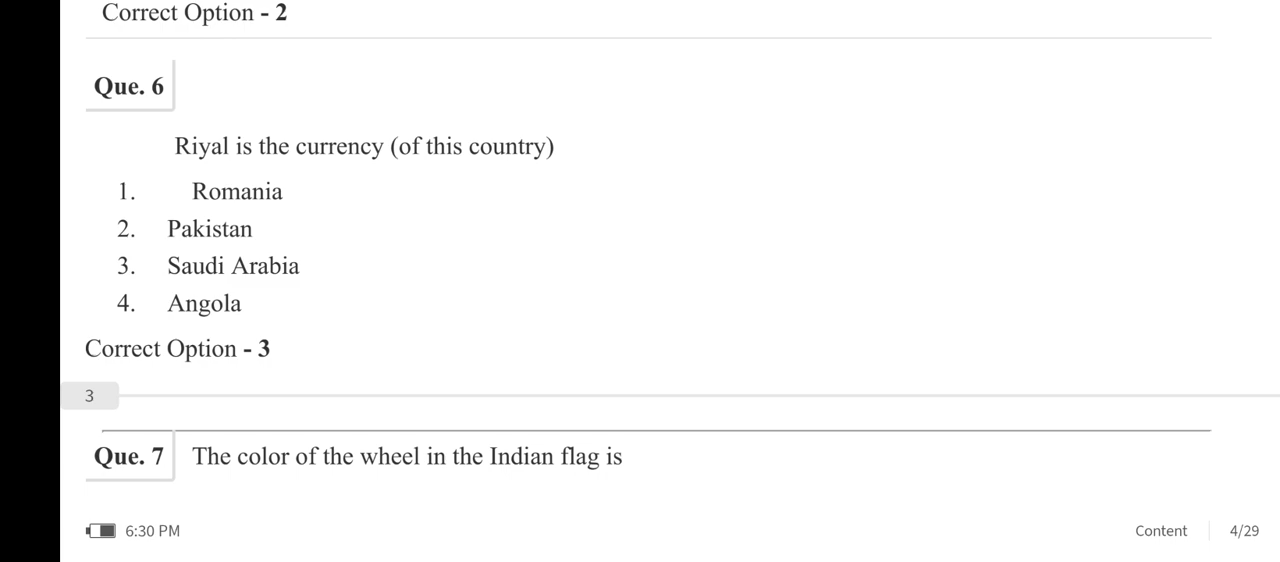 Correct Option - 2
Que. 6
Riyal is the currency (of this country)
1. Romania
2. Pakistan
3. Saudi Arabia
4. Angola
Correct Option - 3
3
Que. 7 The color of the wheel in the Indian flag is
6:30 PM Content 4/29